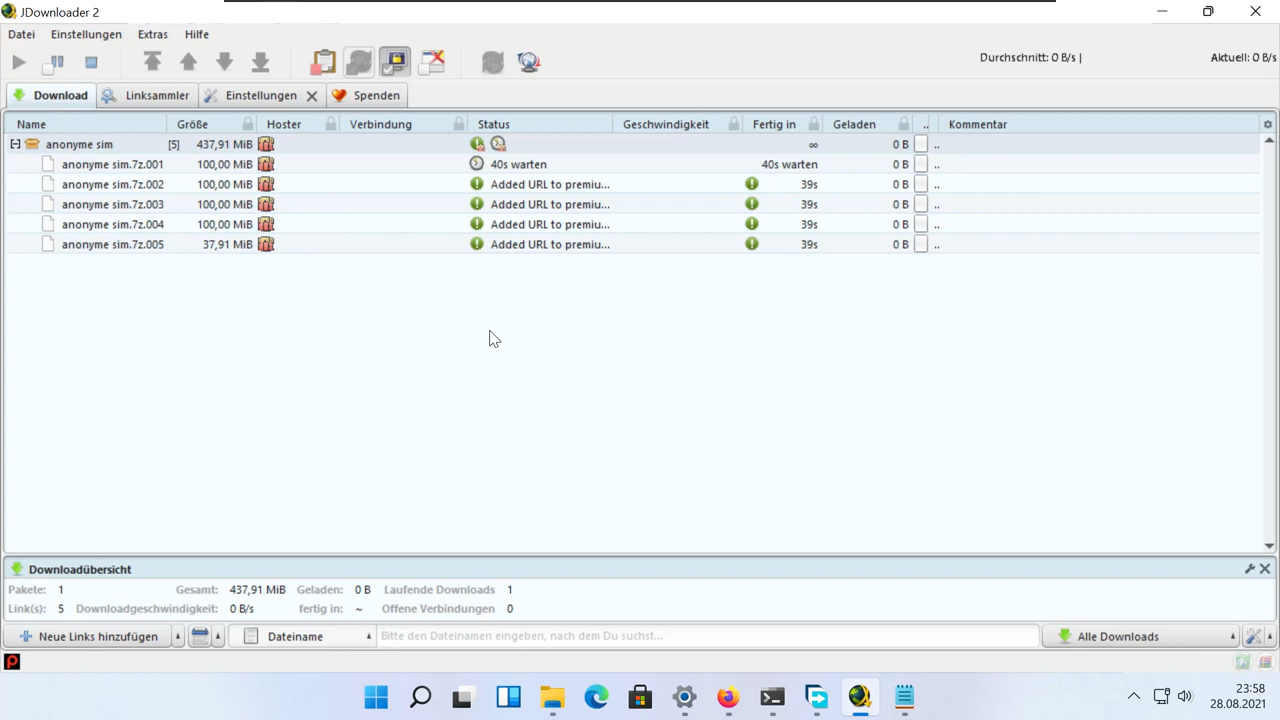 JDownloader 2
Datei Einstellungen Extras Hilfe
Durchschnitt: 0 B/s | Aktuell: 0 B/s
Download Linksammler Einstellungen Spenden
Name Größe Hoster Verbindung Status Geschwindigkeit Fertig in Geladen .. Kommentar
anonyme sim [5] 437,91 MiB ∞ 0 B ..
anonyme sim.7z.001 100,00 MiB 40s warten 40s warten 0 B ..
anonyme sim.7z.002 100,00 MiB Added URL to premiu... 39s 0 B ..
anonyme sim.7z.003 100,00 MiB Added URL to premiu... 39s 0 B ..
anonyme sim.7z.004 100,00 MiB Added URL to premiu... 39s 0 B ..
anonyme sim.7z.005 37,91 MiB Added URL to premiu... 39s 0 B ..
Downloadübersicht
Pakete: 1 Gesamt: 437,91 MiB Geladen: 0 B Laufende Downloads 1
Link(s): 5 Downloadgeschwindigkeit: 0 B/s fertig in: ~ Offene Verbindungen 0
Neue Links hinzufügen Dateiname Bitte den Dateinamen eingeben, nach dem Du suchst... Alle Downloads
23:58
28.08.2021